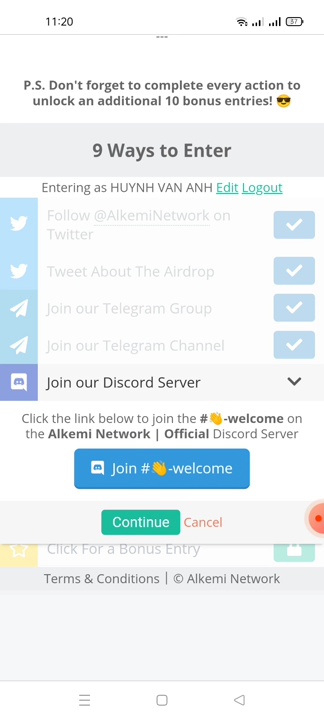 11:20
87
P.S. Don't forget to complete every action to
unlock an additional 10 bonus entries! 😎
9 Ways to Enter
Entering as HUYNH VAN ANH Edit Logout
Follow @AlkemiNetwork on
Twitter
Tweet About The Airdrop
Join our Telegram Group
Join our Telegram Channel
Join our Discord Server
Click the link below to join the #👋-welcome on
the Alkemi Network | Official Discord Server
Join #👋-welcome
Continue Cancel
Click For a Bonus Entry
Terms & Conditions | © Alkemi Network